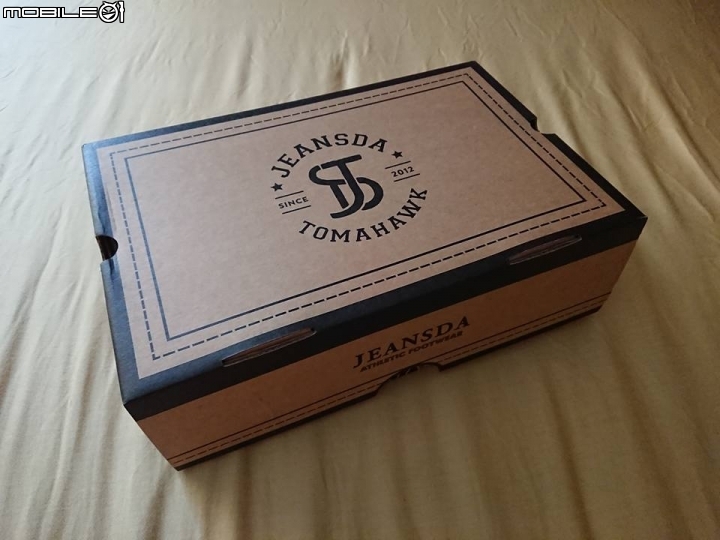 MOBILE01
JEANSDA
SINCE
2012
TOMAHAWK
JEANSDA
ATHLETIC FOOTWEAR